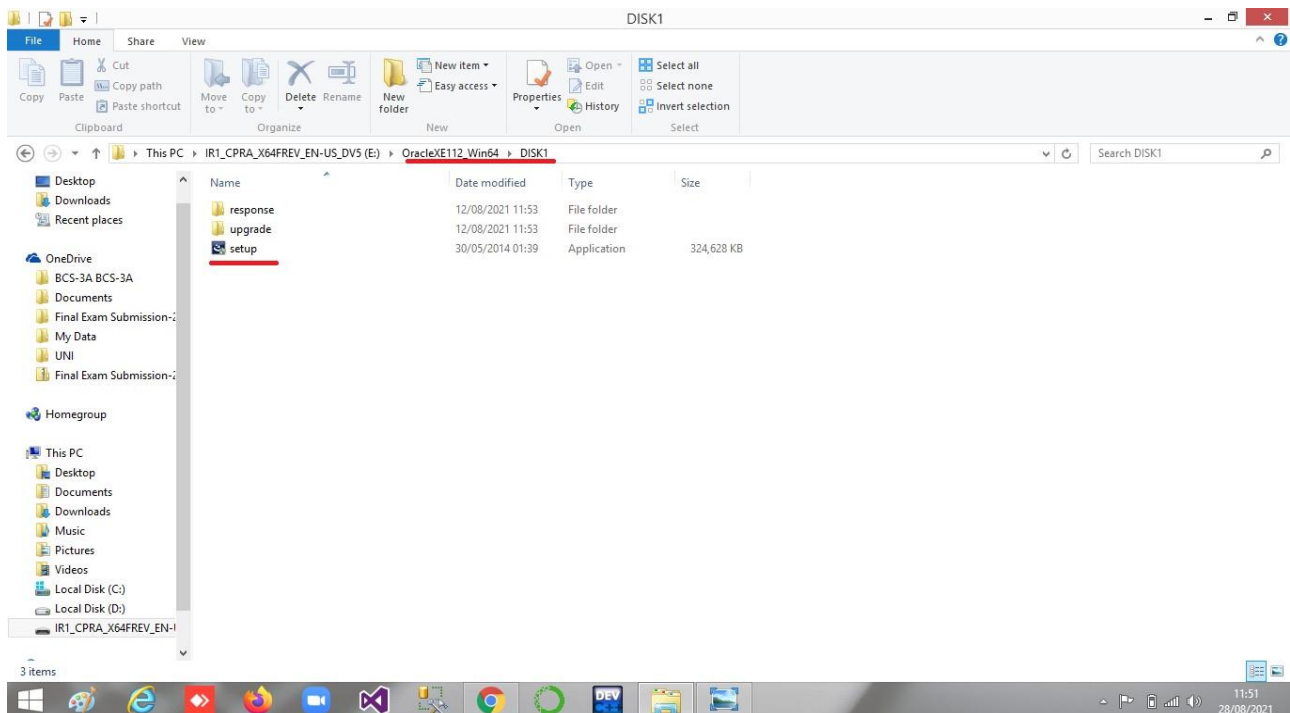 DISK1
File Home Share View
Copy
Paste
Cut
Copy path
Paste shortcut
Clipboard
Move to
Copy to
Delete
Rename
Organize
New folder
New item
Easy access
New
Properties
Open
Edit
History
Open
Select all
Select none
Invert selection
Select
This PC IR1_CPRA_X64FREV_EN-US_DV5 (E:) OracleXE112_Win64 DISK1
Search DISK1
Name Date modified Type Size
response 12/08/2021 11:53 File folder
upgrade 12/08/2021 11:53 File folder
setup 30/05/2014 01:39 Application 324,628 KB
Desktop
Downloads
Recent places
OneDrive
BCS-3A BCS-3A
Documents
Final Exam Submission-2
My Data
UNI
Final Exam Submission-2
Homegroup
This PC
Desktop
Documents
Downloads
Music
Pictures
Videos
Local Disk (C:)
Local Disk (D:)
IR1_CPRA_X64FREV_EN-U
3 items
DEV
11:51
28/08/2021